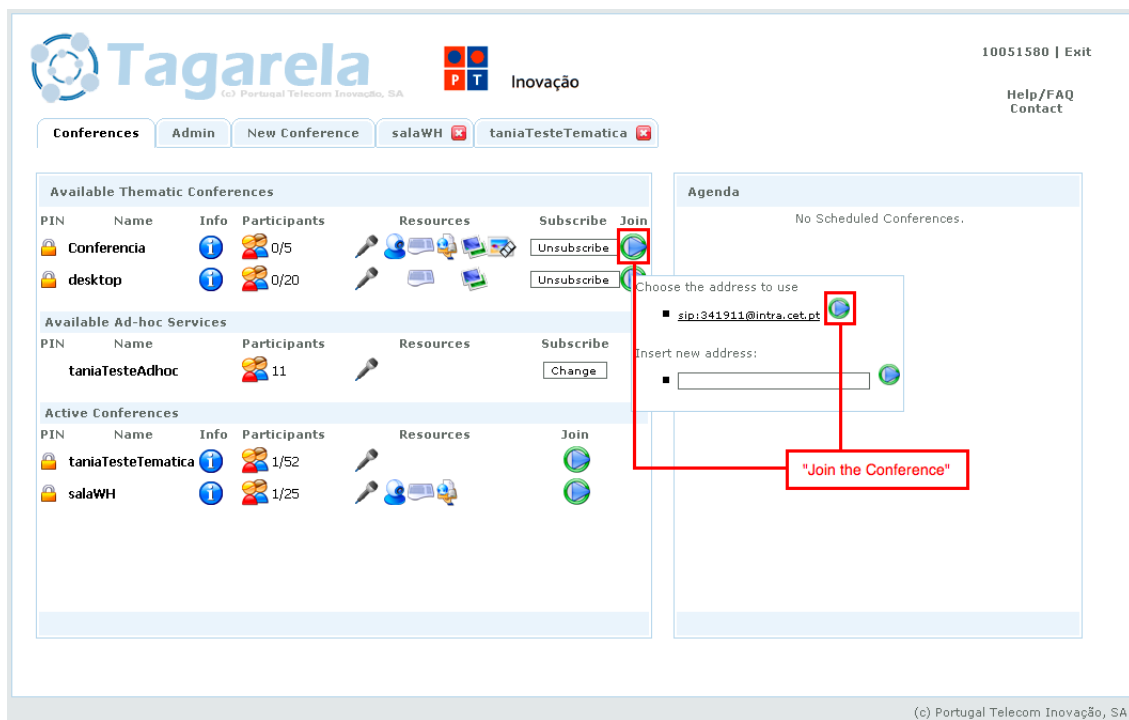 Tagarela
(c) Portugal Telecom Inovação, SA
P T Inovação
10051580 | Exit
Help/FAQ
Contact
Conferences Admin New Conference salaWH taniaTesteTematica
Available Thematic Conferences
PIN Name Info Participants Resources Subscribe Join
Conferencia 0/5 Unsubscribe
desktop 0/20 Unsubscribe
Available Ad-hoc Services
PIN Name Participants Resources Subscribe
taniaTesteAdhoc 11 Change
Active Conferences
PIN Name Info Participants Resources Join
taniaTesteTematica 1/52
salaWH 1/25
Agenda
No Scheduled Conferences.
Choose the address to use
sip:341911@intra.cet.pt
Insert new address:
"Join the Conference"
(c) Portugal Telecom Inovação, SA